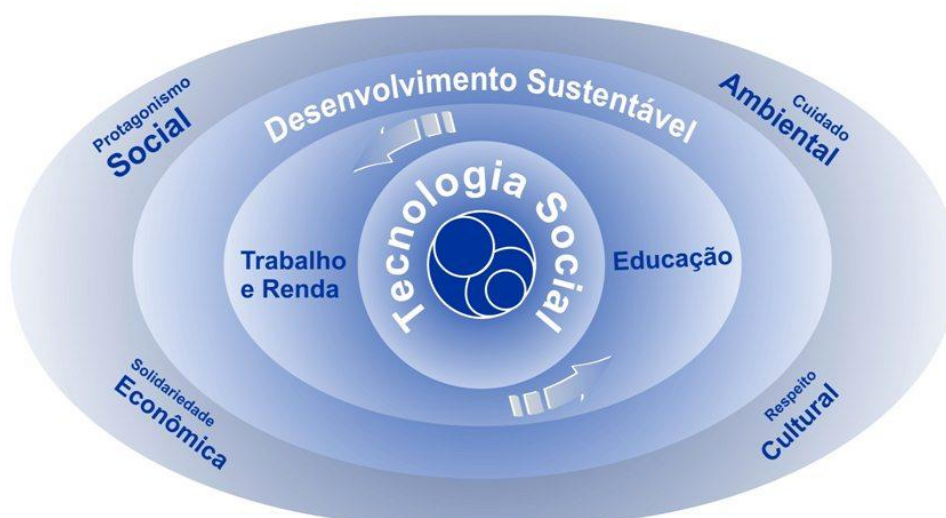 Protagonismo
Social
Desenvolvimento Sustentável
Cuidado
Ambiental
Tecnologia Social
Trabalho
e Renda
Educação
Solidariedade
Econômica
Respeito
Cultural